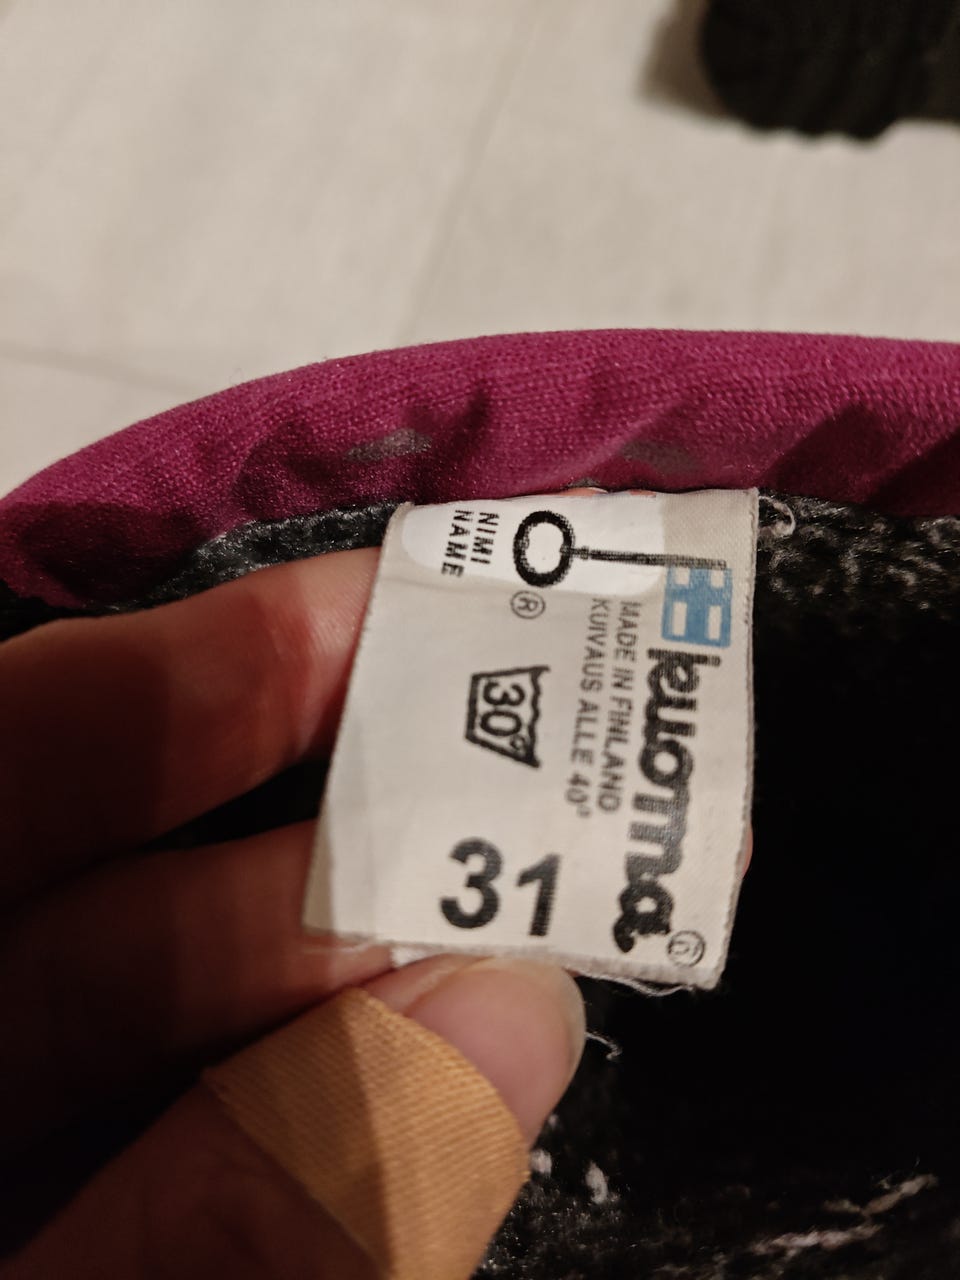 kuoma®
MADE IN FINLAND
KUIVAUS ALLE 40°
®
30°
31
NIMI
NAME